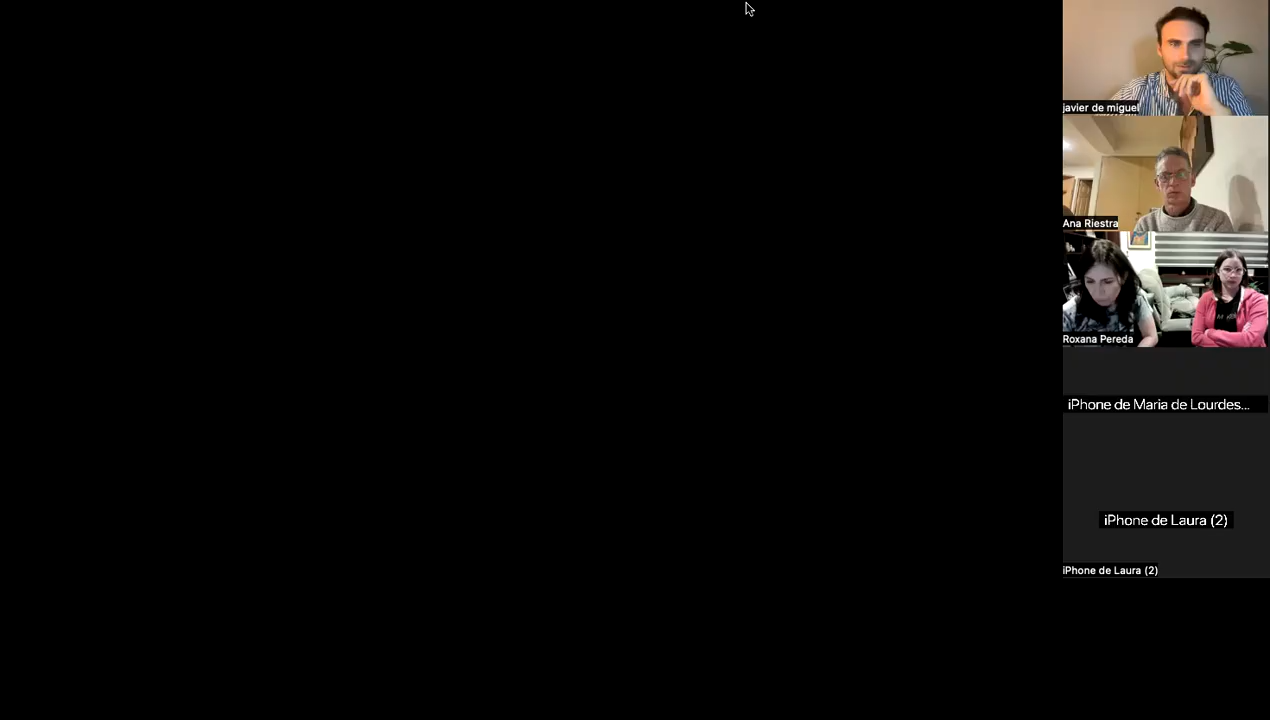 javier de miguel
Ana Riestra
Roxana Pereda
iPhone de Maria de Lourdes...
iPhone de Laura (2)
iPhone de Laura (2)